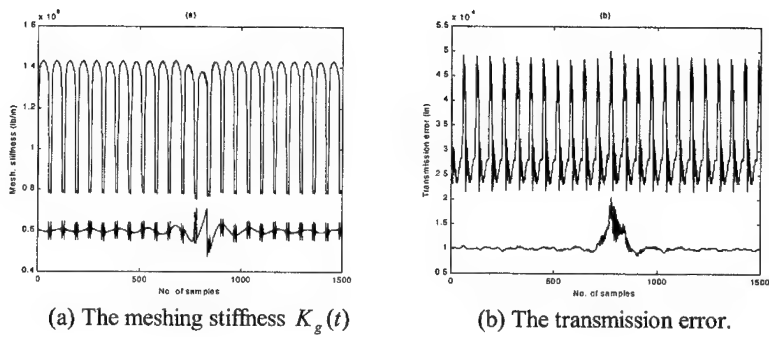 x 10^6
(a)
1.6
1.4
1.2
1
0.8
0.6
0.4
Mesh. stiffness (lb/in)
0
500
1000
1500
No. of samples
(a) The meshing stiffness K_g(t)
x 10^4
(b)
5.5
5
4.5
4
3.5
3
2.5
2
1.5
1
0.5
Transmission error (in)
0
500
1000
1500
No. of samples
(b) The transmission error.